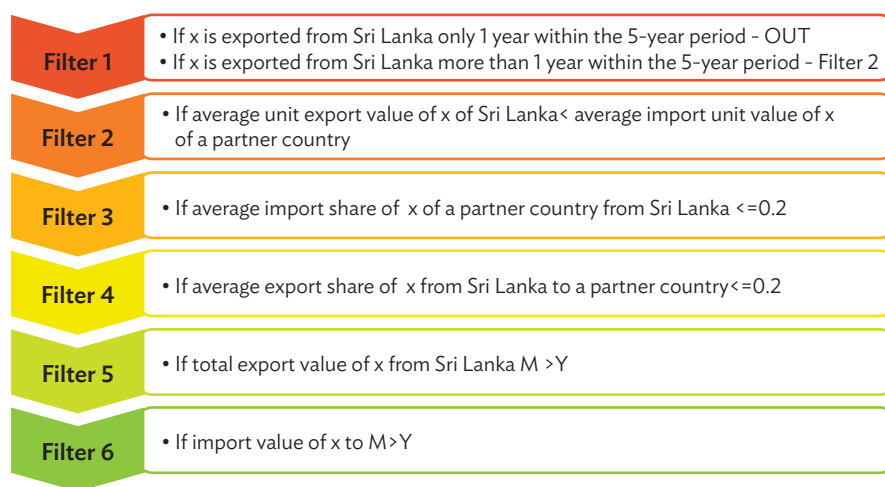 Filter 1
• If x is exported from Sri Lanka only 1 year within the 5-year period - OUT
• If x is exported from Sri Lanka more than 1 year within the 5-year period - Filter 2
Filter 2
• If average unit export value of x of Sri Lanka< average import unit value of x
of a partner country
Filter 3
• If average import share of x of a partner country from Sri Lanka <=0.2
Filter 4
• If average export share of x from Sri Lanka to a partner country<=0.2
Filter 5
• If total export value of x from Sri Lanka M >Y
Filter 6
• If import value of x to M>Y